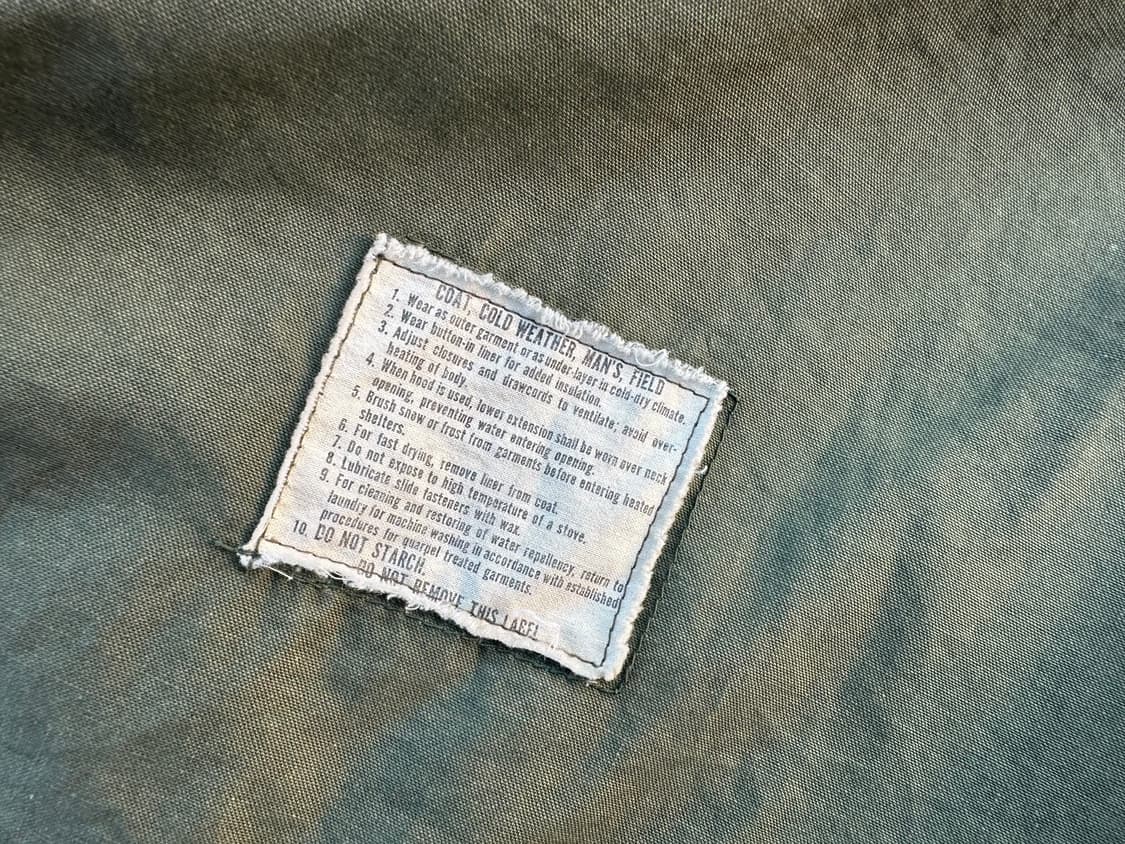 COAT, COLD WEATHER, MAN'S, FIELD
1. Wear as outer garment or as under-layer in cold-dry climate.
2. Wear button-in liner for added insulation.
3. Adjust closures and drawcords to ventilate; avoid over-
heating of body.
4. When hood is used, lower extension shall be worn over neck
opening, preventing water entering opening.
5. Brush snow or frost from garments before entering heated
shelters.
6. For fast drying, remove liner from coat.
7. Do not expose to high temperature of a stove.
8. Lubricate slide fasteners with wax.
9. For cleaning and restoring of water repellency, return to
laundry for machine washing in accordance with established
procedures for quarpel treated garments.
10. DO NOT STARCH.
DO NOT REMOVE THIS LABEL